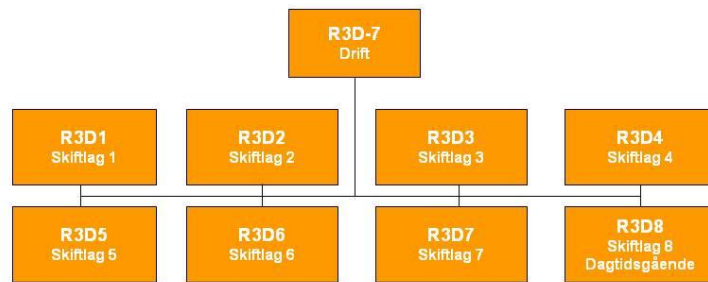 R3D-7
Drift
R3D1
Skiftlag 1
R3D2
Skiftlag 2
R3D3
Skiftlag 3
R3D4
Skiftlag 4
R3D5
Skiftlag 5
R3D6
Skiftlag 6
R3D7
Skiftlag 7
R3D8
Skiftlag 8
Dagtidsgående